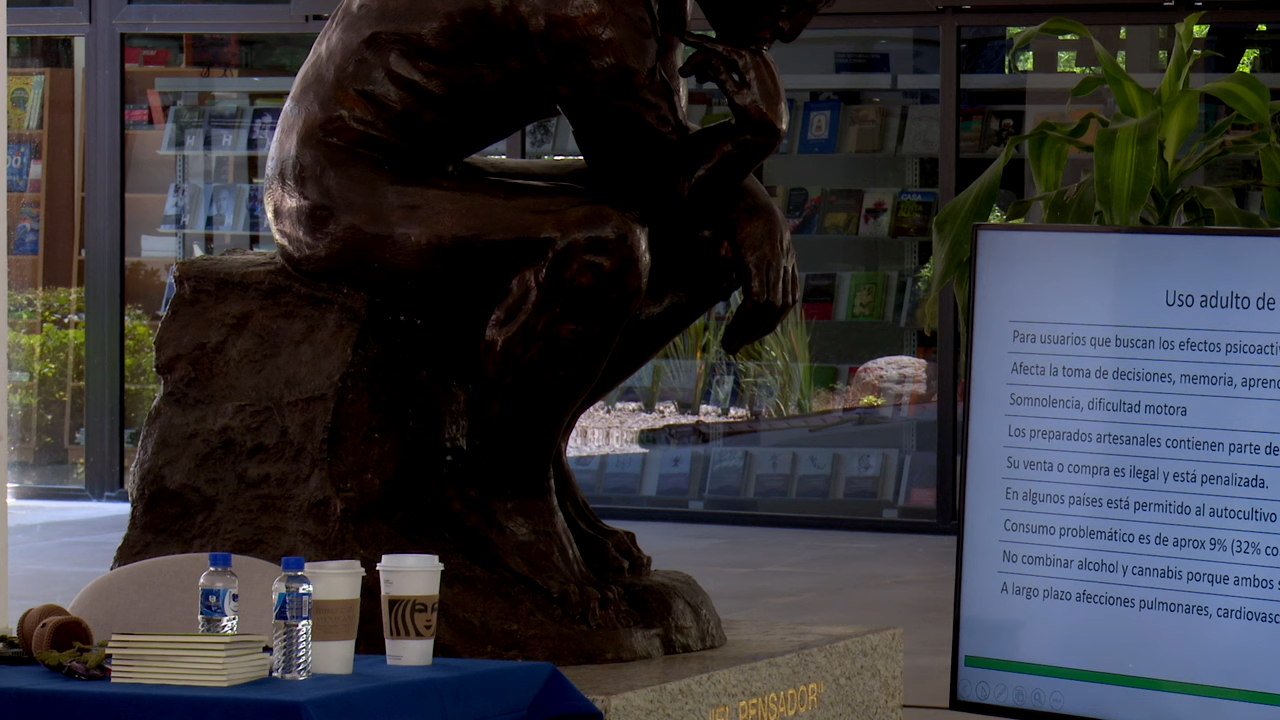 CASA
Uso adulto de
Para usuarios que buscan los efectos psicoacti
Afecta la toma de decisiones, memoria, apren
Somnolencia, dificultad motora
Los preparados artesanales contienen parte de
Su venta o compra es ilegal y está penalizada.
En algunos países está permitido al autocultivo
Consumo problemático es de aprox 9% (32% co
No combinar alcohol y cannabis porque ambos
A largo plazo afecciones pulmonares, cardiovasc
"EL PENSADOR"